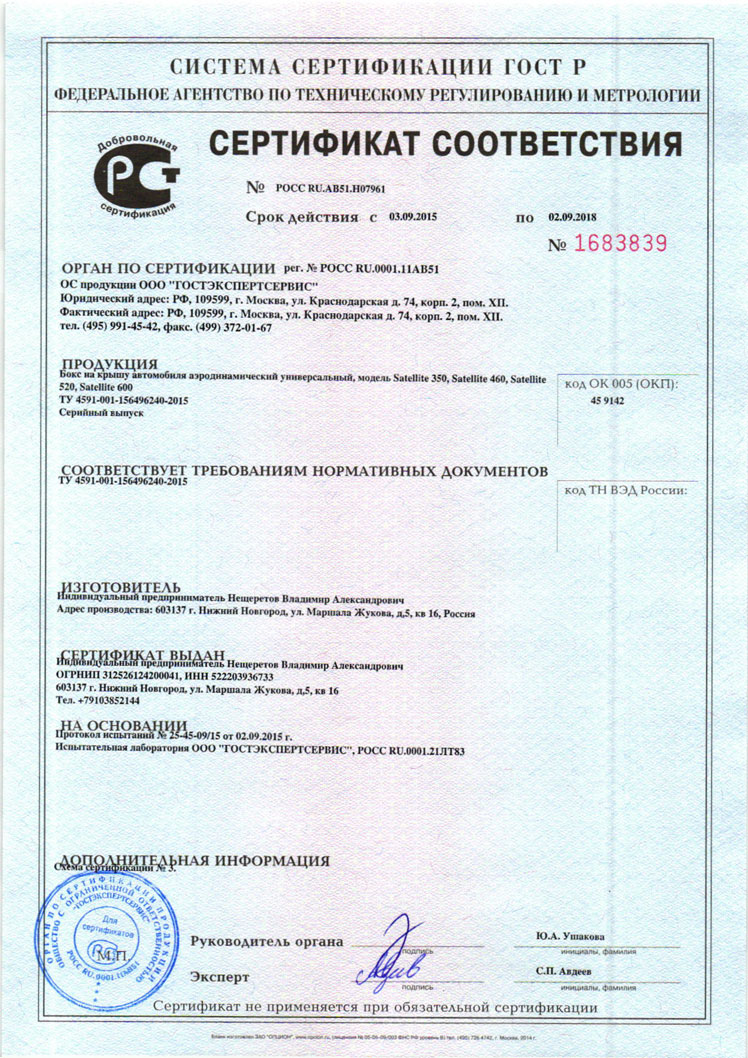 СИСТЕМА СЕРТИФИКАЦИИ ГОСТ Р
ФЕДЕРАЛЬНОЕ АГЕНТСТВО ПО ТЕХНИЧЕСКОМУ РЕГУЛИРОВАНИЮ И МЕТРОЛОГИИ
Добровольная
сертификация
СЕРТИФИКАТ СООТВЕТСТВИЯ
№ РОСС RU.АВ51.Н07961
Срок действия с 03.09.2015 по 02.09.2018
№ 1683839
ОРГАН ПО СЕРТИФИКАЦИИ рег. № РОСС RU.0001.11АВ51
ОС продукции ООО "ГОСТЭКСПЕРТСЕРВИС"
Юридический адрес: РФ, 109599, г. Москва, ул. Краснодарская д. 74, корп. 2, пом. XII.
Фактический адрес: РФ, 109599, г. Москва, ул. Краснодарская д. 74, корп. 2, пом. XII.
тел. (495) 991-45-42, факс. (499) 372-01-67
ПРОДУКЦИЯ
Бокс на крышу автомобиля аэродинамический универсальный, модель Satellite 350, Satellite 460, Satellite
520, Satellite 600
ТУ 4591-001-156496240-2015
Серийный выпуск
код ОК 005 (ОКП):
45 9142
СООТВЕТСТВУЕТ ТРЕБОВАНИЯМ НОРМАТИВНЫХ ДОКУМЕНТОВ
ТУ 4591-001-156496240-2015
код ТН ВЭД России:
ИЗГОТОВИТЕЛЬ
Индивидуальный предприниматель Нещеретов Владимир Александрович
Адрес производства: 603137 г. Нижний Новгород, ул. Маршала Жукова, д,5, кв 16, Россия
СЕРТИФИКАТ ВЫДАН
Индивидуальный предприниматель Нещеретов Владимир Александрович
ОГРНИП 312526124200041, ИНН 522203936733
603137 г. Нижний Новгород, ул. Маршала Жукова, д,5, кв 16
Тел. +79103852144
НА ОСНОВАНИИ
Протокол испытаний № 25-45-09/15 от 02.09.2015 г.
Испытательная лаборатория ООО "ГОСТЭКСПЕРТСЕРВИС", РОСС RU.0001.21ЛТ83
ДОПОЛНИТЕЛЬНАЯ ИНФОРМАЦИЯ
Схема сертификации № 3.
ОРГАН ПО СЕРТИФИКАЦИИ ПРОДУКЦИИ
ОБЩЕСТВО С ОГРАНИЧЕННОЙ ОТВЕТСТВЕННОСТЬЮ
"ГОСТЭКСПЕРТСЕРВИС"
Для
сертификатов
М.П.
РОСС RU.0001.11АВ51
Руководитель органа
подпись
Ю.А. Ушакова
инициалы, фамилия
Эксперт
подпись
С.П. Авдеев
инициалы, фамилия
Сертификат не применяется при обязательной сертификации